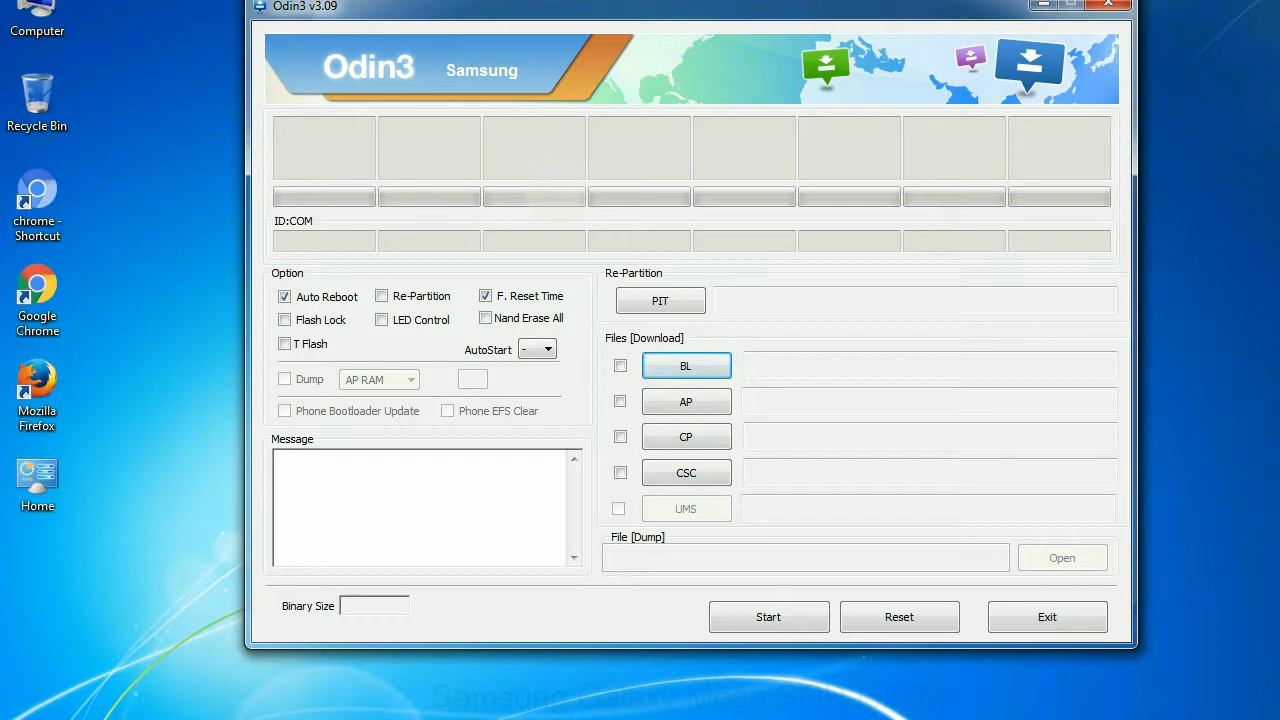 Computer
Recycle Bin
chrome -
Shortcut
Google
Chrome
Mozilla
Firefox
Home
Odin3 v3.09
Odin3 Samsung
ID:COM
Option
Auto Reboot
Re-Partition
F. Reset Time
Flash Lock
LED Control
Nand Erase All
T Flash
AutoStart -
Dump
AP RAM
Phone Bootloader Update
Phone EFS Clear
Message
Re-Partition
PIT
Files [Download]
BL
AP
CP
CSC
UMS
File [Dump]
Open
Binary Size
Start
Reset
Exit
Samsung Galaxy Mega